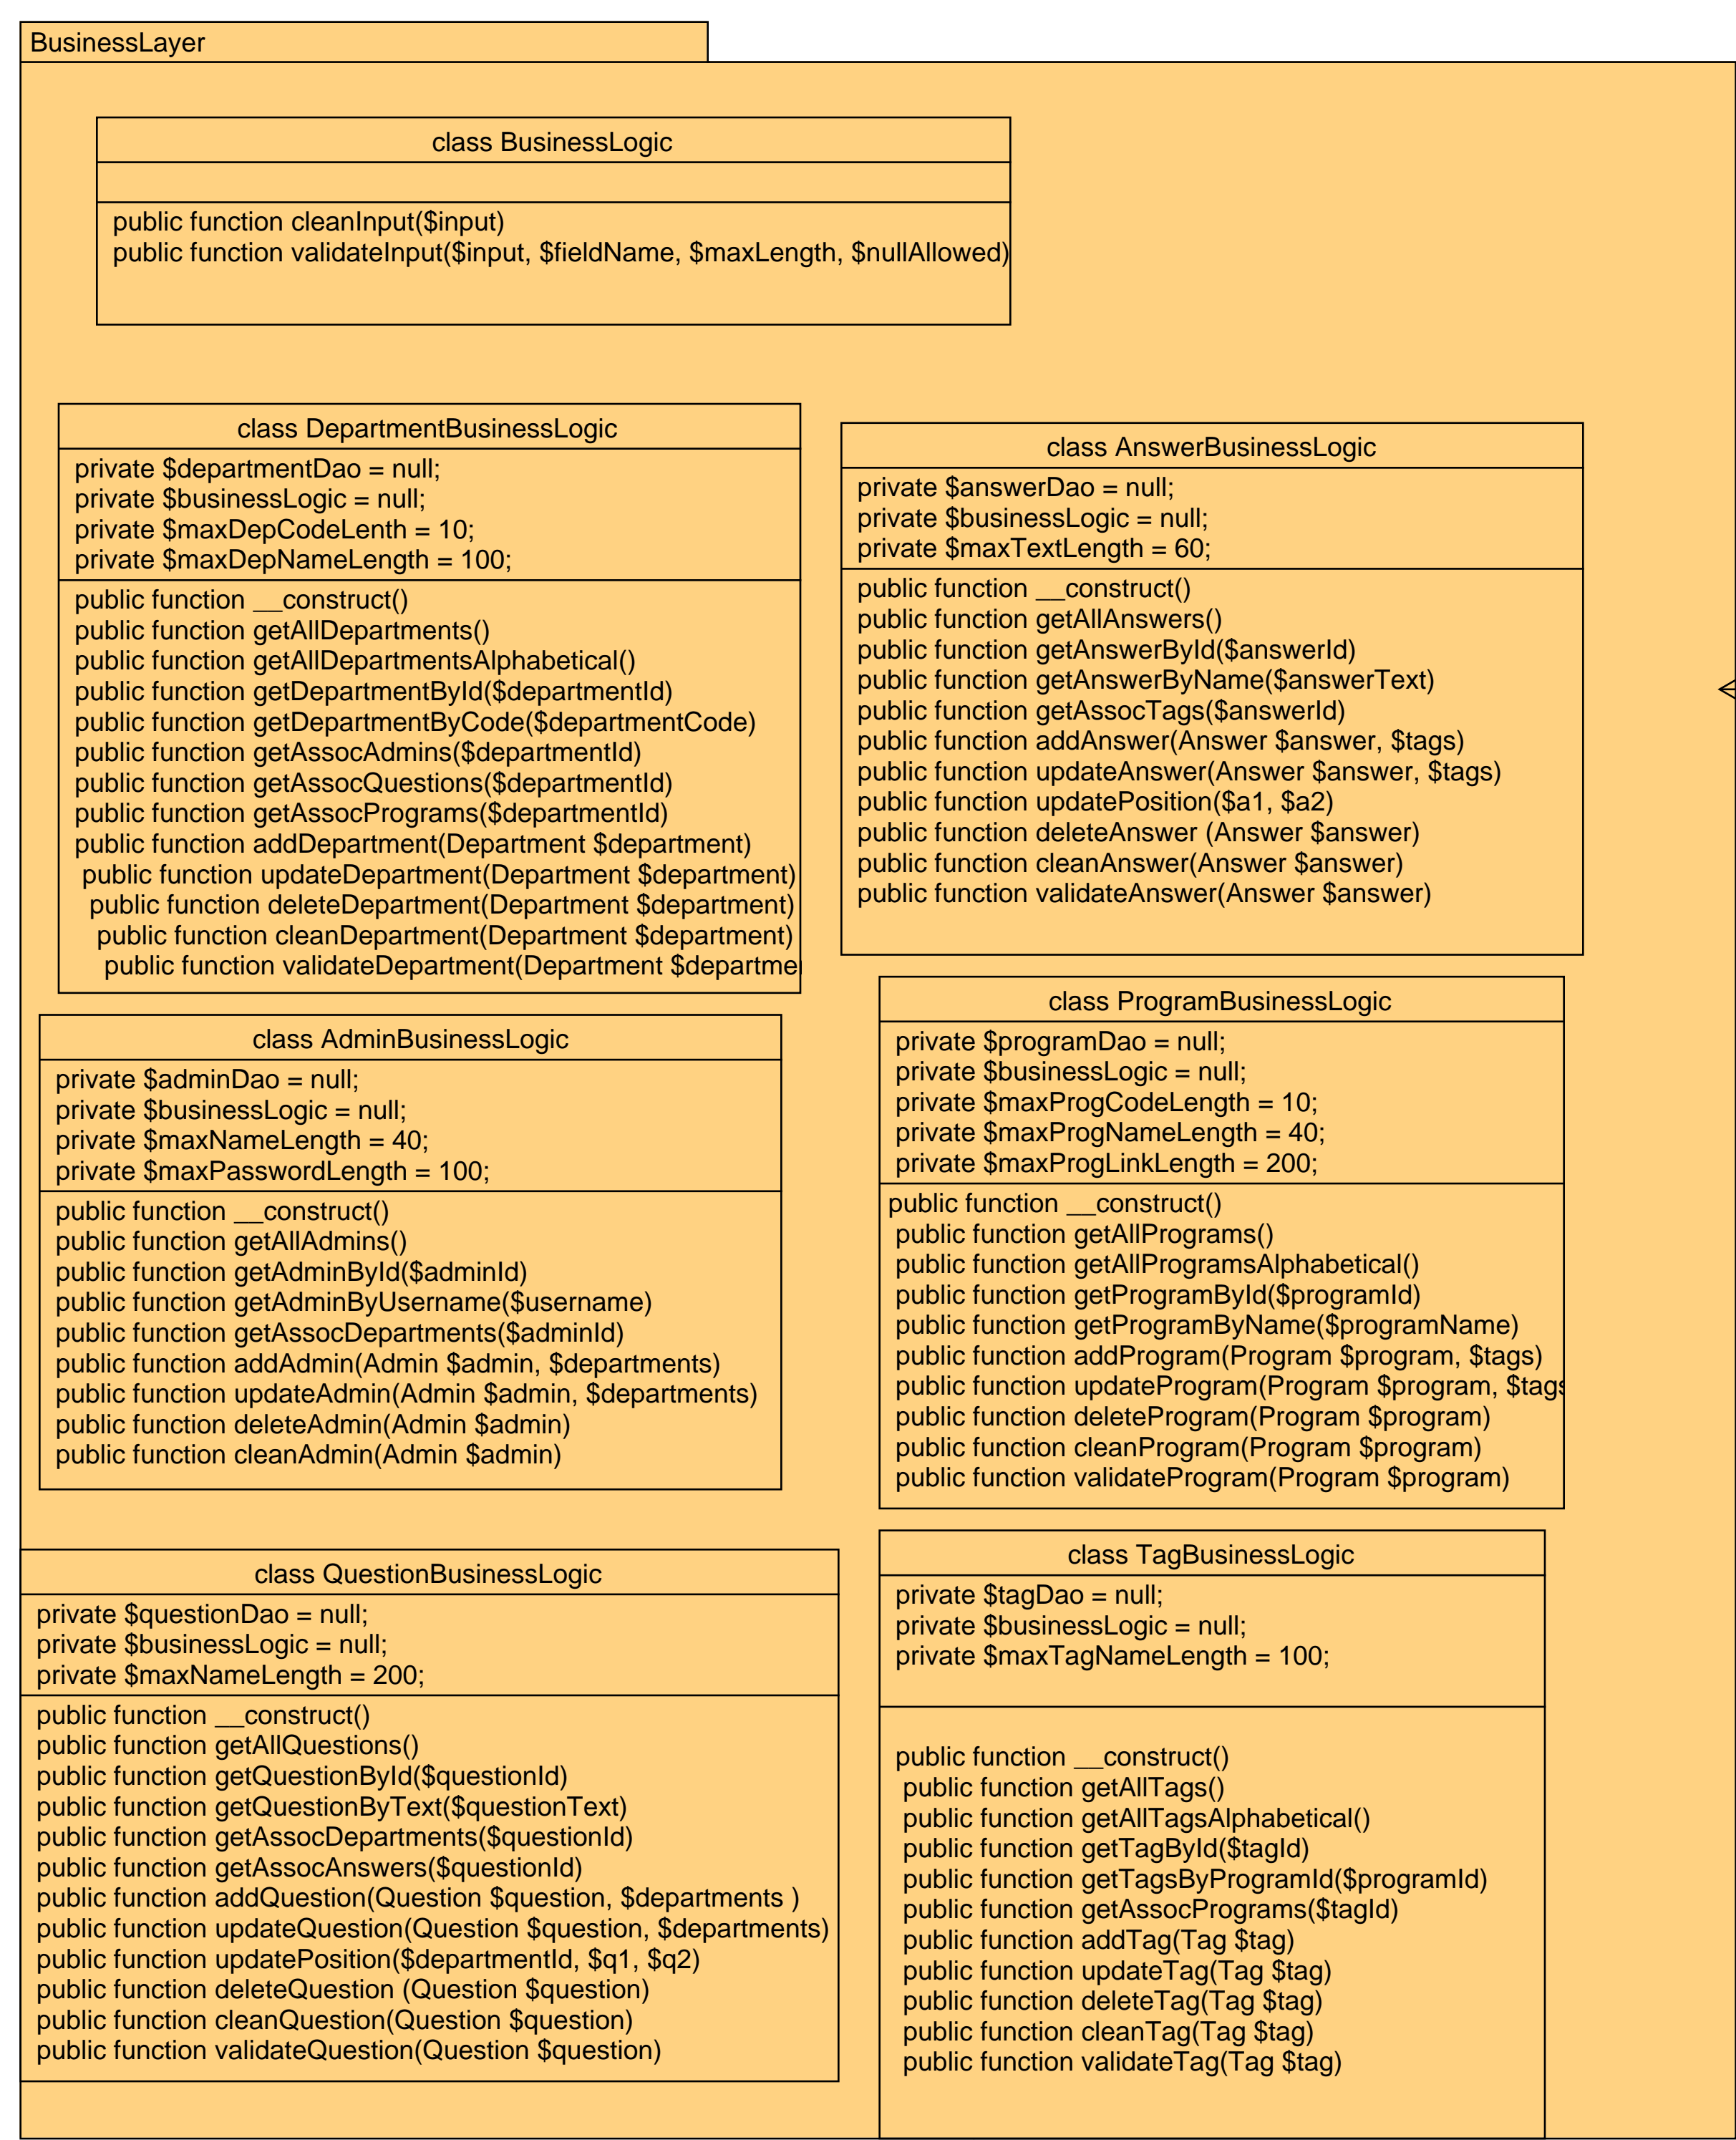 BusinessLayer
class BusinessLogic
public function cleanInput($input)
public function validateInput($input, $fieldName, $maxLength, $nullAllowed)
class DepartmentBusinessLogic
private $departmentDao = null;
private $businessLogic = null;
private $maxDepCodeLenth = 10;
private $maxDepNameLength = 100;
public function __construct()
public function getAllDepartments()
public function getAllDepartmentsAlphabetical()
public function getDepartmentById($departmentId)
public function getDepartmentByCode($departmentCode)
public function getAssocAdmins($departmentId)
public function getAssocQuestions($departmentId)
public function getAssocPrograms($departmentId)
public function addDepartment(Department $department)
public function updateDepartment(Department $department)
public function deleteDepartment(Department $department)
public function cleanDepartment(Department $department)
public function validateDepartment(Department $departme
class AnswerBusinessLogic
private $answerDao = null;
private $businessLogic = null;
private $maxTextLength = 60;
public function __construct()
public function getAllAnswers()
public function getAnswerById($answerId)
public function getAnswerByName($answerText)
public function getAssocTags($answerId)
public function addAnswer(Answer $answer, $tags)
public function updateAnswer(Answer $answer, $tags)
public function updatePosition($a1, $a2)
public function deleteAnswer (Answer $answer)
public function cleanAnswer(Answer $answer)
public function validateAnswer(Answer $answer)
class AdminBusinessLogic
private $adminDao = null;
private $businessLogic = null;
private $maxNameLength = 40;
private $maxPasswordLength = 100;
public function __construct()
public function getAllAdmins()
public function getAdminById($adminId)
public function getAdminByUsername($username)
public function getAssocDepartments($adminId)
public function addAdmin(Admin $admin, $departments)
public function updateAdmin(Admin $admin, $departments)
public function deleteAdmin(Admin $admin)
public function cleanAdmin(Admin $admin)
class ProgramBusinessLogic
private $programDao = null;
private $businessLogic = null;
private $maxProgCodeLength = 10;
private $maxProgNameLength = 40;
private $maxProgLinkLength = 200;
public function __construct()
public function getAllPrograms()
public function getAllProgramsAlphabetical()
public function getProgramById($programId)
public function getProgramByName($programName)
public function addProgram(Program $program, $tags)
public function updateProgram(Program $program, $tags
public function deleteProgram(Program $program)
public function cleanProgram(Program $program)
public function validateProgram(Program $program)
class QuestionBusinessLogic
private $questionDao = null;
private $businessLogic = null;
private $maxNameLength = 200;
public function __construct()
public function getAllQuestions()
public function getQuestionById($questionId)
public function getQuestionByText($questionText)
public function getAssocDepartments($questionId)
public function getAssocAnswers($questionId)
public function addQuestion(Question $question, $departments )
public function updateQuestion(Question $question, $departments)
public function updatePosition($departmentId, $q1, $q2)
public function deleteQuestion (Question $question)
public function cleanQuestion(Question $question)
public function validateQuestion(Question $question)
class TagBusinessLogic
private $tagDao = null;
private $businessLogic = null;
private $maxTagNameLength = 100;
public function __construct()
public function getAllTags()
public function getAllTagsAlphabetical()
public function getTagById($tagId)
public function getTagsByProgramId($programId)
public function getAssocPrograms($tagId)
public function addTag(Tag $tag)
public function updateTag(Tag $tag)
public function deleteTag(Tag $tag)
public function cleanTag(Tag $tag)
public function validateTag(Tag $tag)